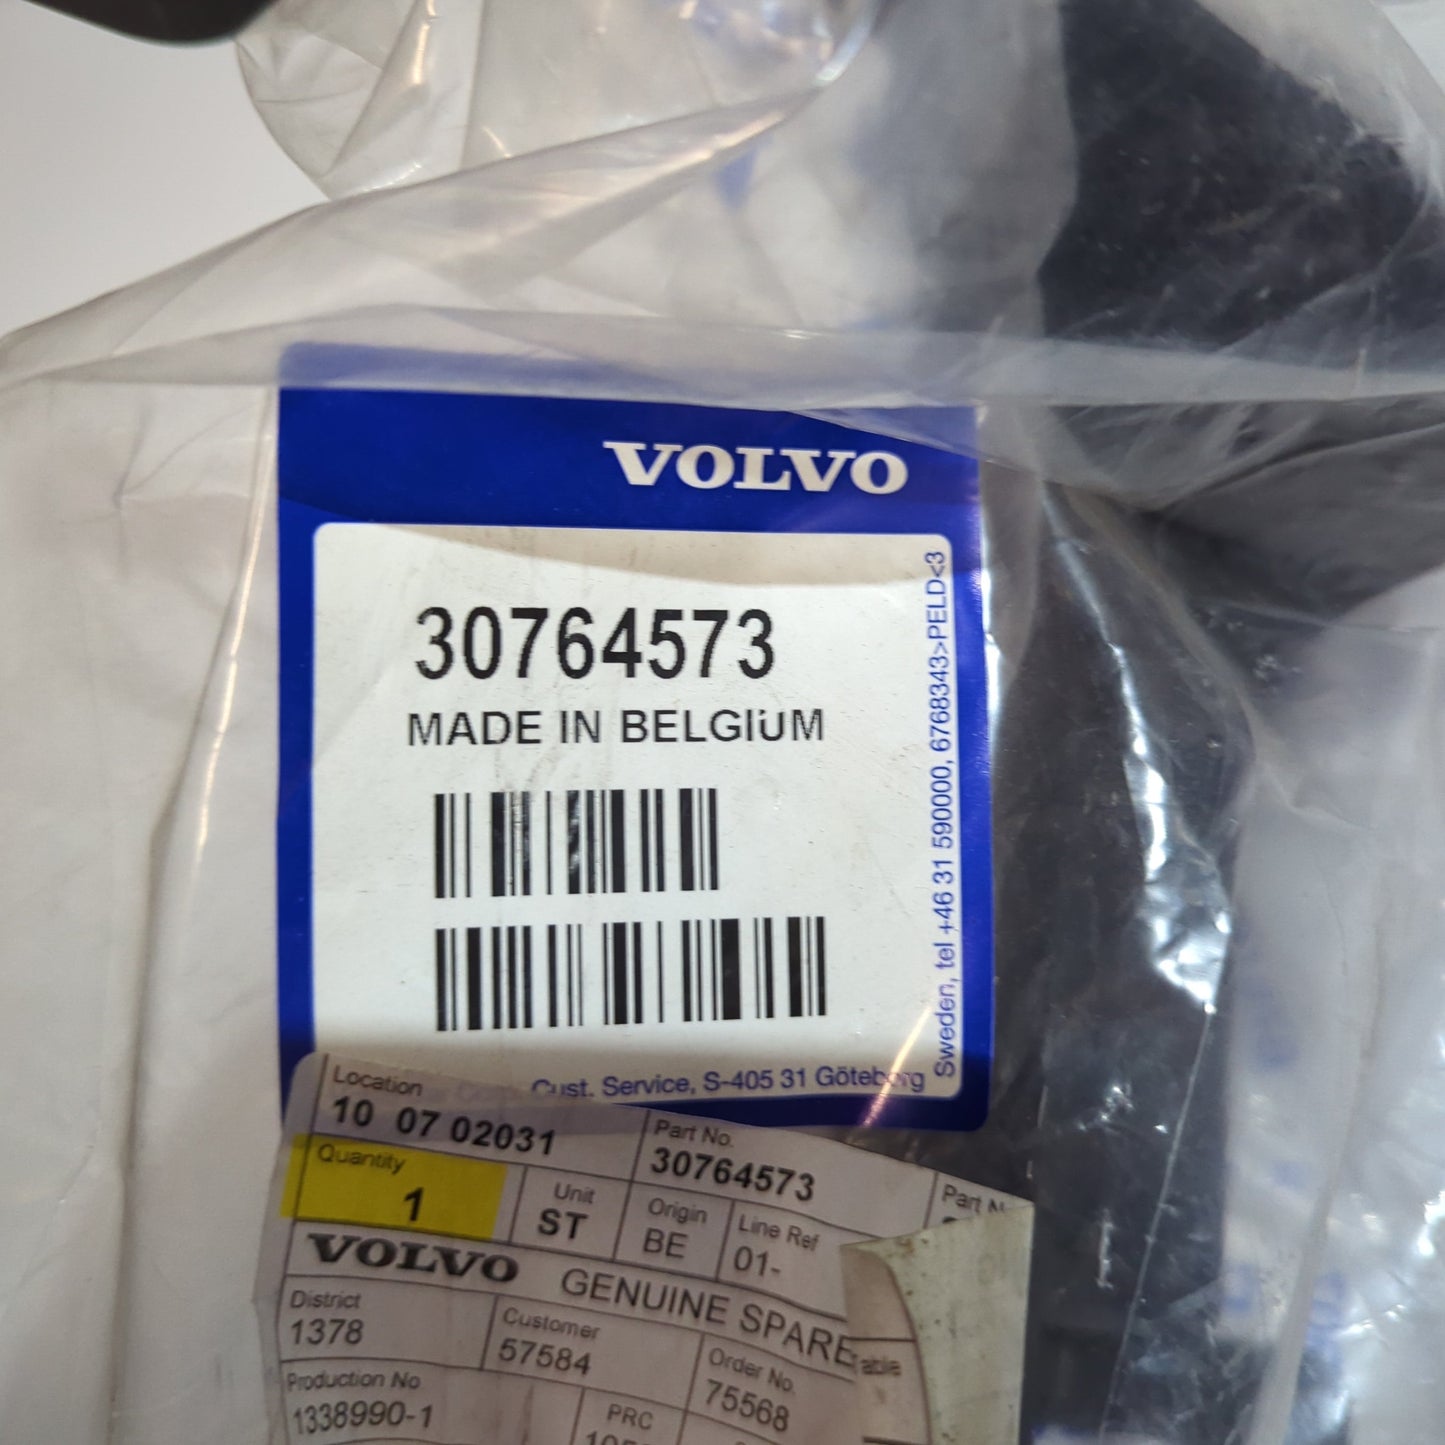 VOLVO
30764573
MADE IN BELGIUM
Cust. Service, S-405 31 Göteborg
Sweden, tel +46 31 590000, 6768343>PELD<3
Location
10 07 02031
Part No.
30764573
Part N
Quantity
1
Unit
ST
Origin
BE
Line Ref
01-
VOLVO GENUINE SPARE
District
1378
Customer
57584
Order No.
75568
Production No
1338990-1
PRC